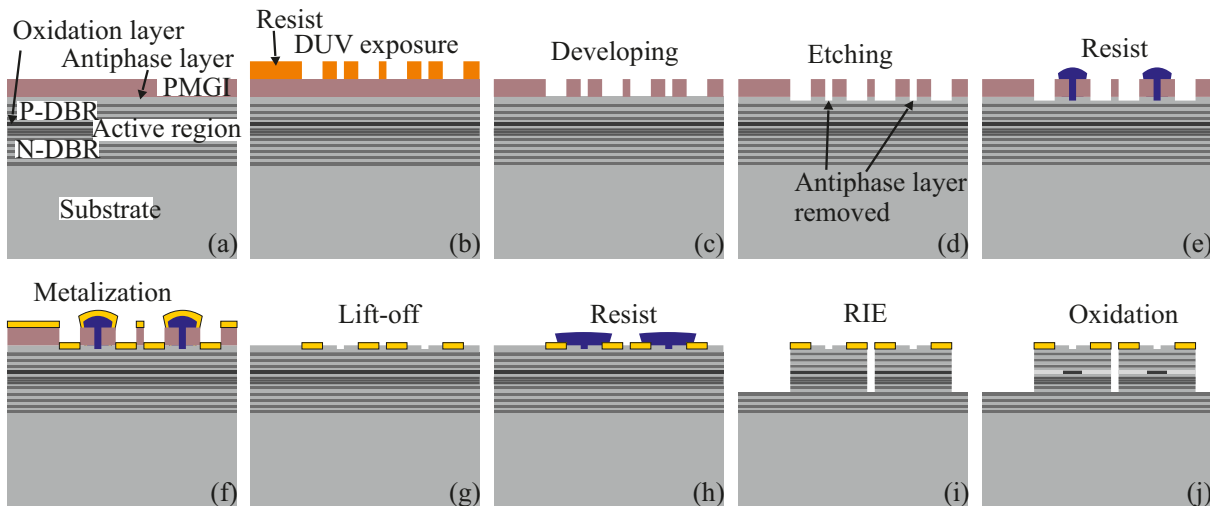 Oxidation layer
Antiphase layer
PMGI
P-DBR
Active region
N-DBR
Substrate
(a)
Resist
DUV exposure
(b)
Developing
(c)
Etching
Antiphase layer
removed
(d)
Resist
(e)
Metalization
(f)
Lift-off
(g)
Resist
(h)
RIE
(i)
Oxidation
(j)